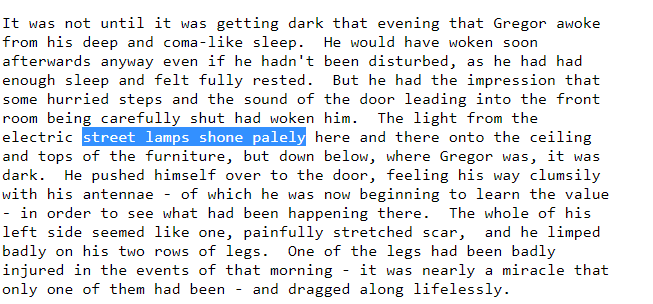 It was not until it was getting dark that evening that Gregor awoke
from his deep and coma-like sleep.  He would have woken soon
afterwards anyway even if he hadn't been disturbed, as he had had
enough sleep and felt fully rested.  But he had the impression that
some hurried steps and the sound of the door leading into the front
room being carefully shut had woken him.  The light from the
electric street lamps shone palely here and there onto the ceiling
and tops of the furniture, but down below, where Gregor was, it was
dark.  He pushed himself over to the door, feeling his way clumsily
with his antennae - of which he was now beginning to learn the value
- in order to see what had been happening there.  The whole of his
left side seemed like one, painfully stretched scar,  and he limped
badly on his two rows of legs.  One of the legs had been badly
injured in the events of that morning - it was nearly a miracle that
only one of them had been - and dragged along lifelessly.